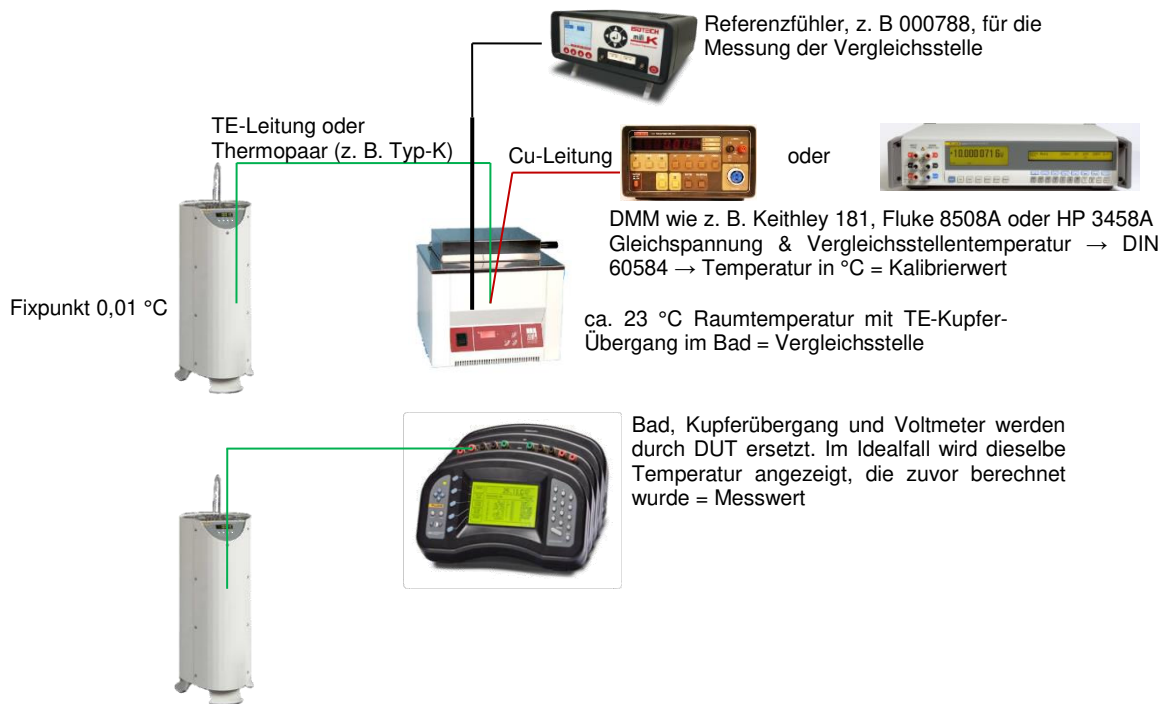 Referenzfühler, z. B 000788, für die
Messung der Vergleichsstelle
ISOTECH
milliK
TE-Leitung oder
Thermopaar (z. B. Typ-K)
Cu-Leitung
oder
DMM wie z. B. Keithley 181, Fluke 8508A oder HP 3458A
Gleichspannung & Vergleichsstellentemperatur → DIN
60584 → Temperatur in °C = Kalibrierwert
Fixpunkt 0,01 °C
ca. 23 °C Raumtemperatur mit TE-Kupfer-
Übergang im Bad = Vergleichsstelle
Bad, Kupferübergang und Voltmeter werden
durch DUT ersetzt. Im Idealfall wird dieselbe
Temperatur angezeigt, die zuvor berechnet
wurde = Messwert